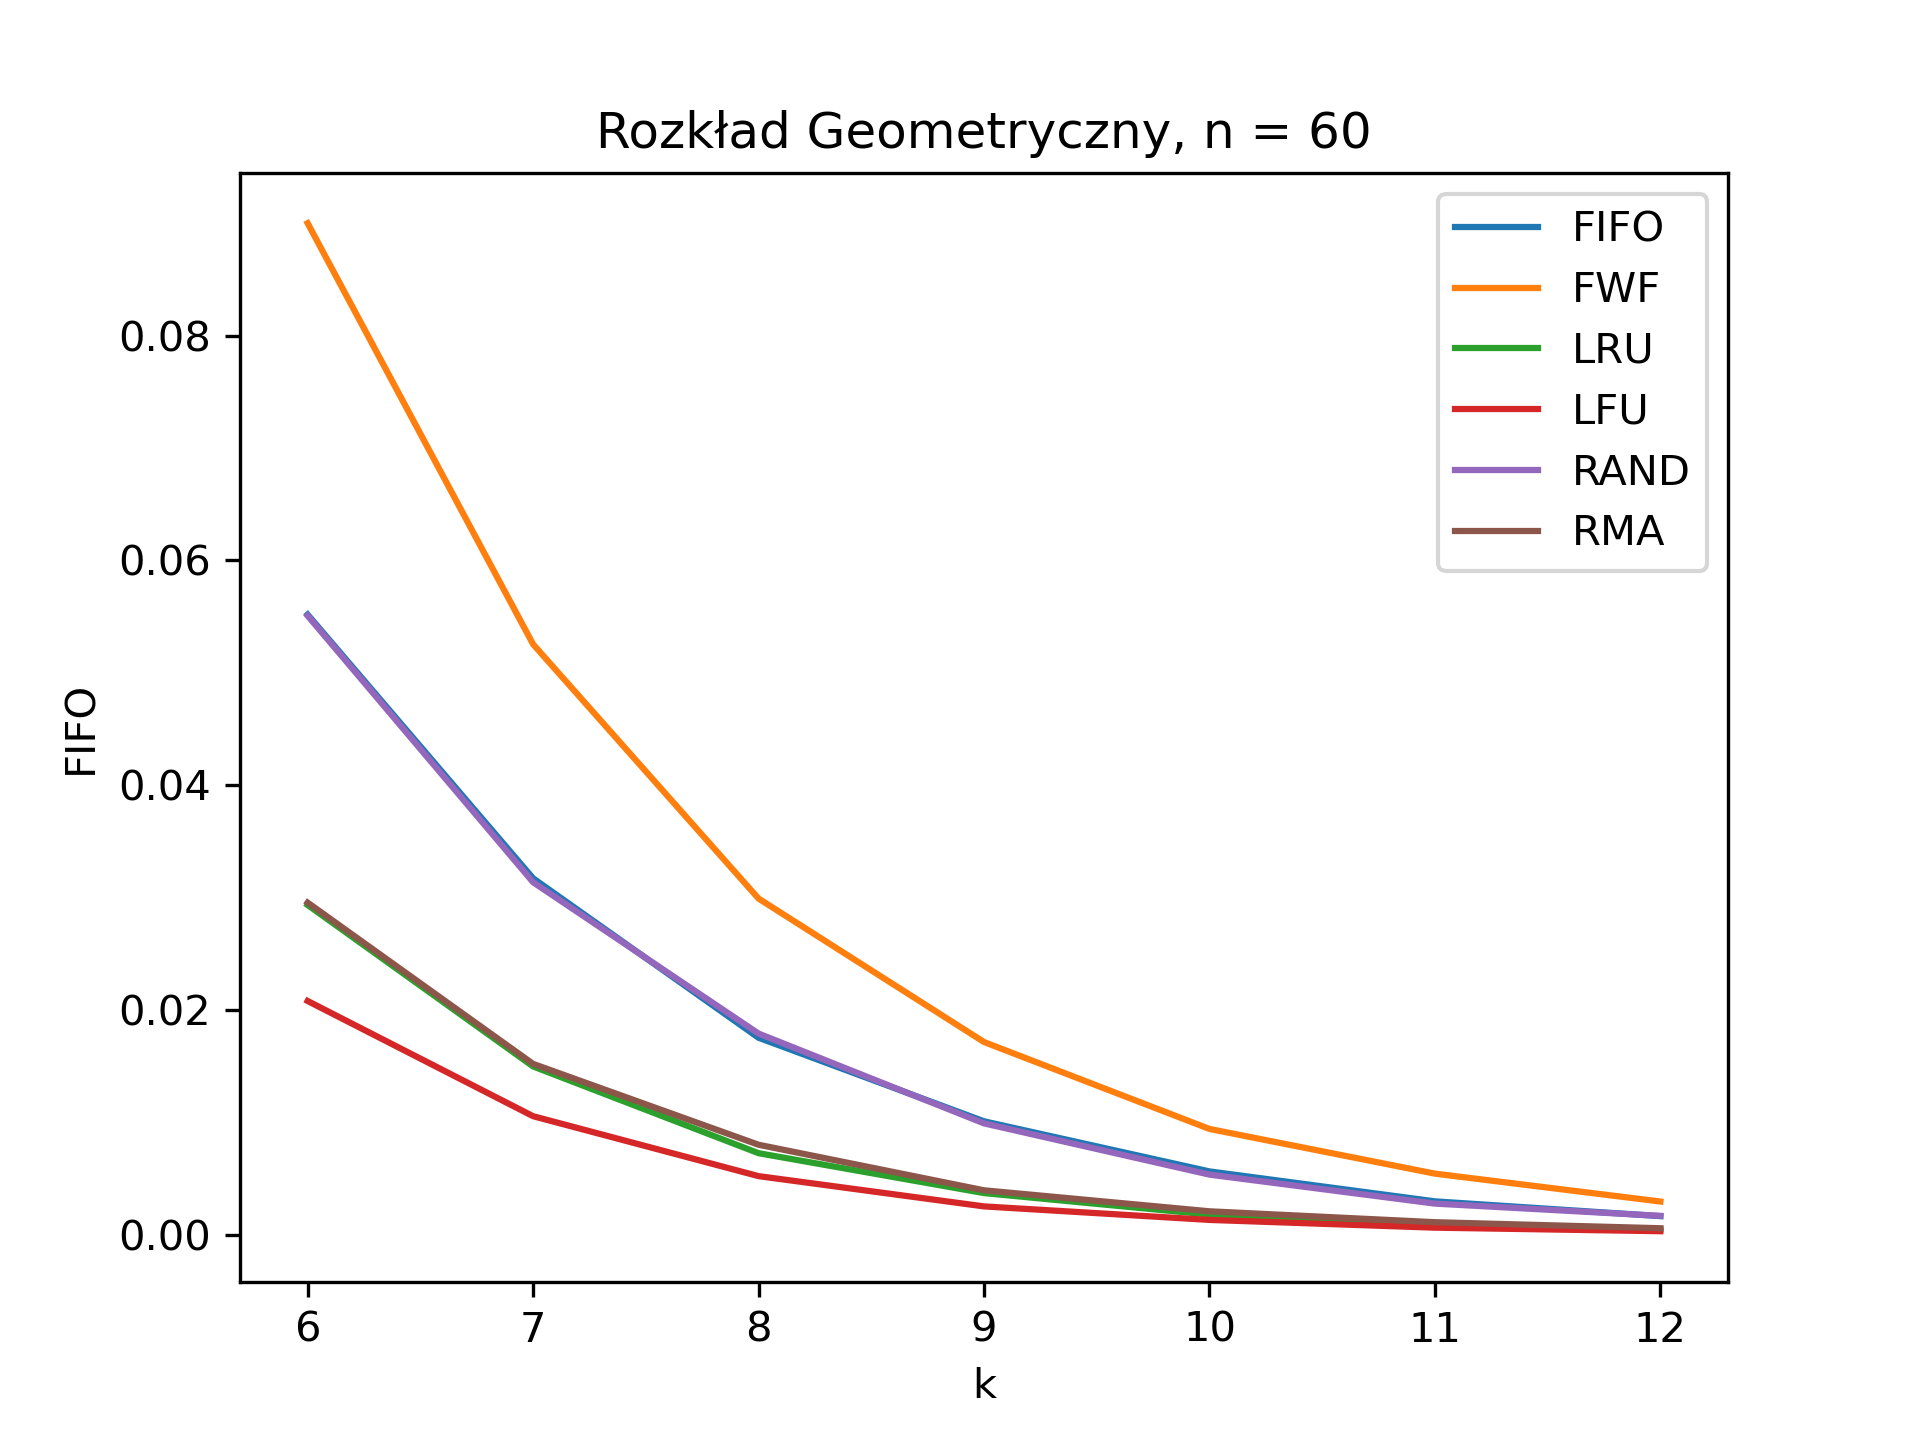 Rozkład Geometryczny, n = 60
FIFO
FWF
LRU
LFU
RAND
RMA
0.08
0.06
0.04
0.02
0.00
FIFO
6 7 8 9 10 11 12
k